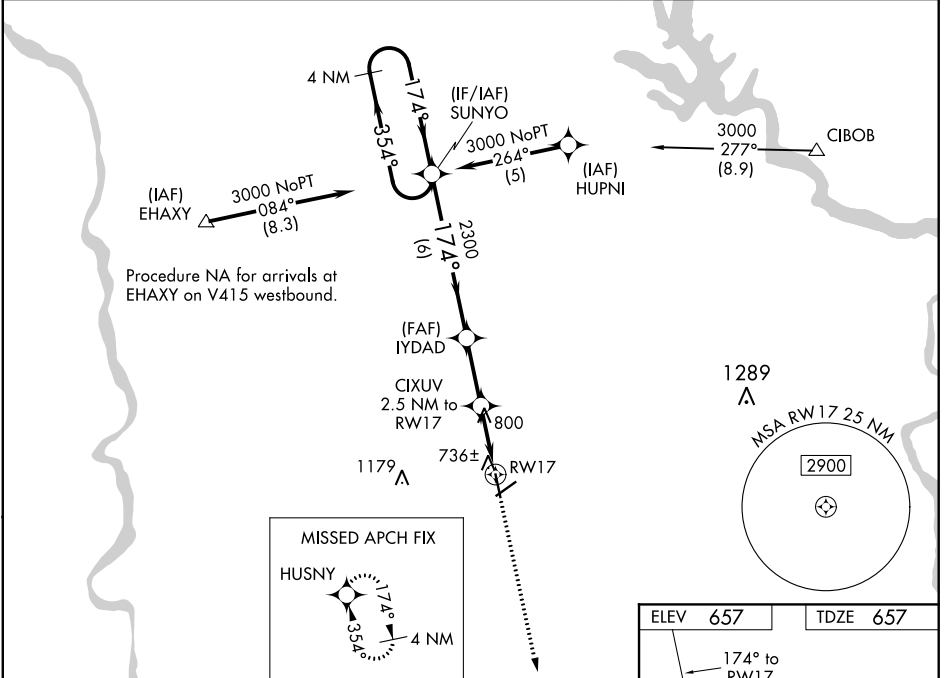 4 NM
174°
354°
(IF/IAF)
SUNYO
3000 NoPT
264°
(5)
(IAF)
HUPNI
3000
277°
(8.9)
CIBOB
(IAF)
EHAXY
3000 NoPT
084°
(8.3)
Procedure NA for arrivals at
EHAXY on V415 westbound.
2300
174°
(6)
(FAF)
IYDAD
CIXUV
2.5 NM to
RW17
800
736±
RW17
1179
1289
MSA RW17 25 NM
2900
MISSED APCH FIX
HUSNY
174°
354°
4 NM
ELEV 657
TDZE 657
174° to
RW17